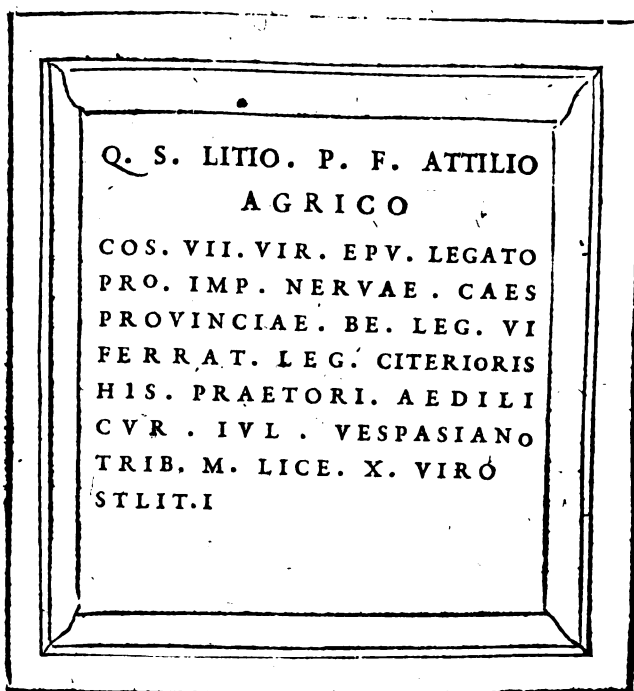 Q. S. LITIO. P. F. ATTILIO
AGRICO
COS. VII. VIR. EPV. LEGATO
PRO. IMP. NERVAE. CAES
PROVINCIAE. BE. LEG. VI
FERRAT. LEG. CITERIORIS
HIS. PRAETORI. AEDILI
CVR. IVL. VESPASIANO
TRIB. M. LICE. X. VIRO
STLIT.I